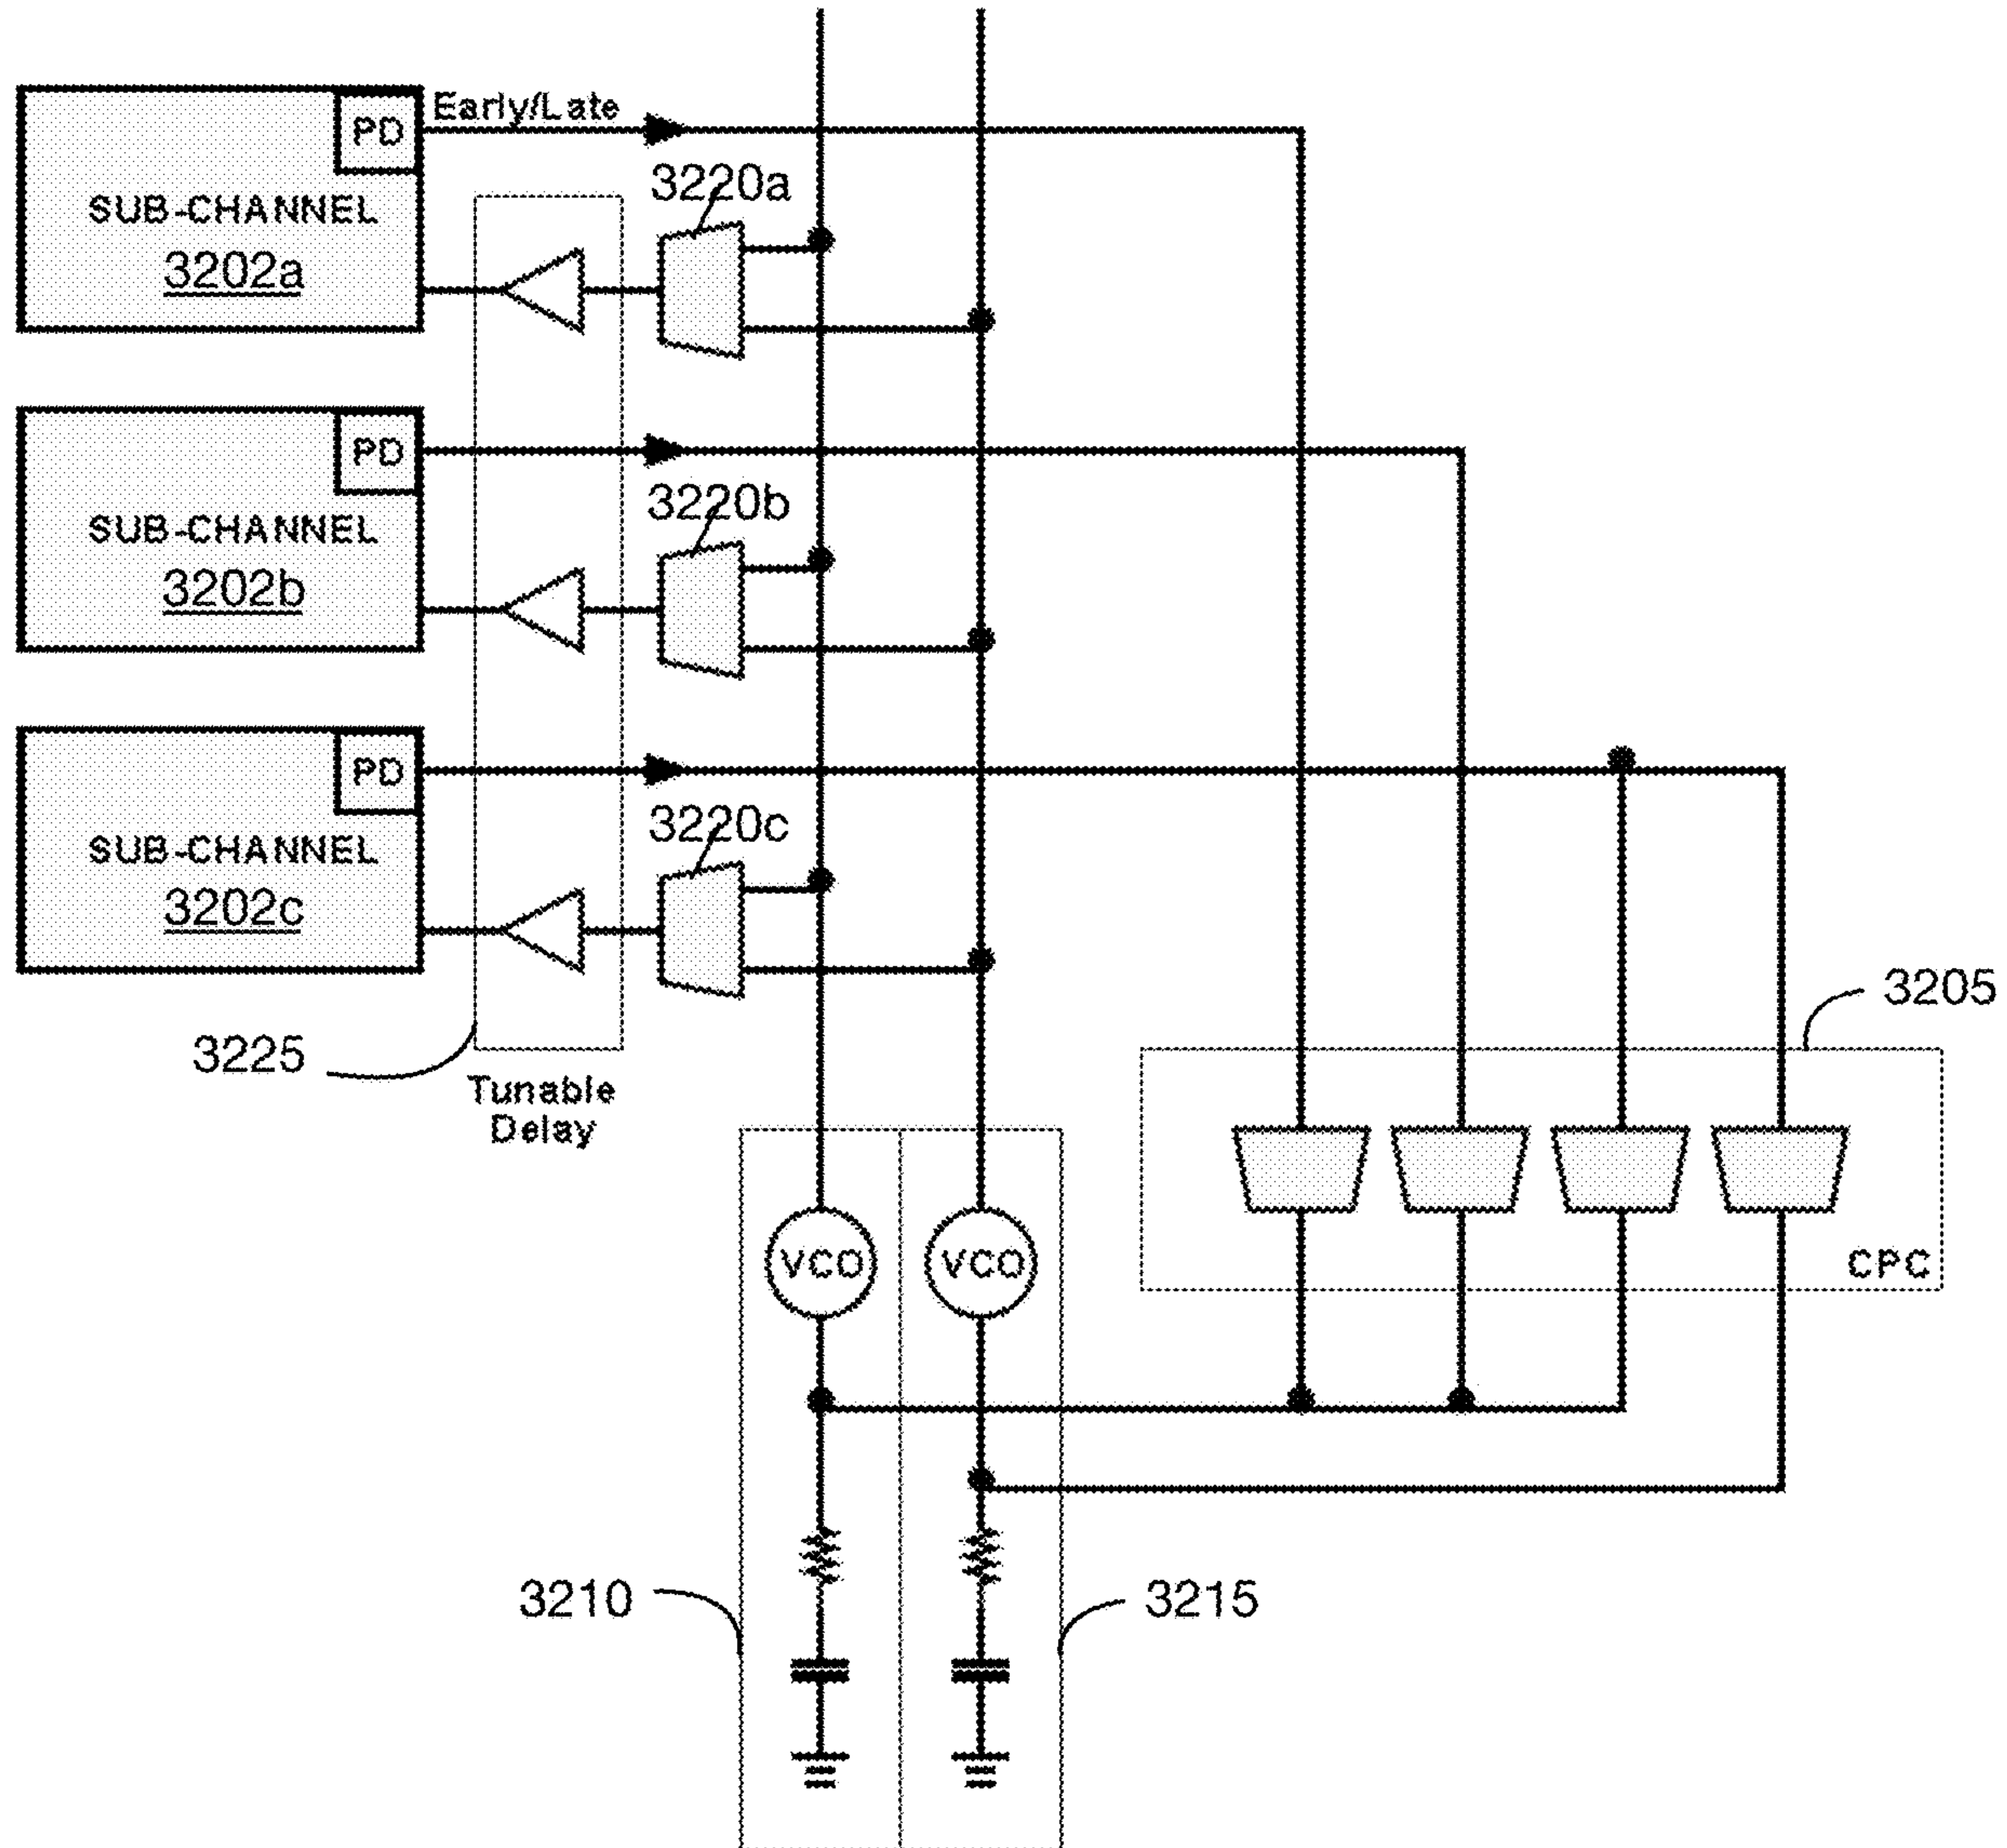 PD
Early/Late
3220a
SUB-CHANNEL
3202a
PD
3220b
SUB-CHANNEL
3202b
PD
3220c
SUB-CHANNEL
3202c
3205
3225
Tunable
Delay
VCO
VCO
CPC
3210
3215